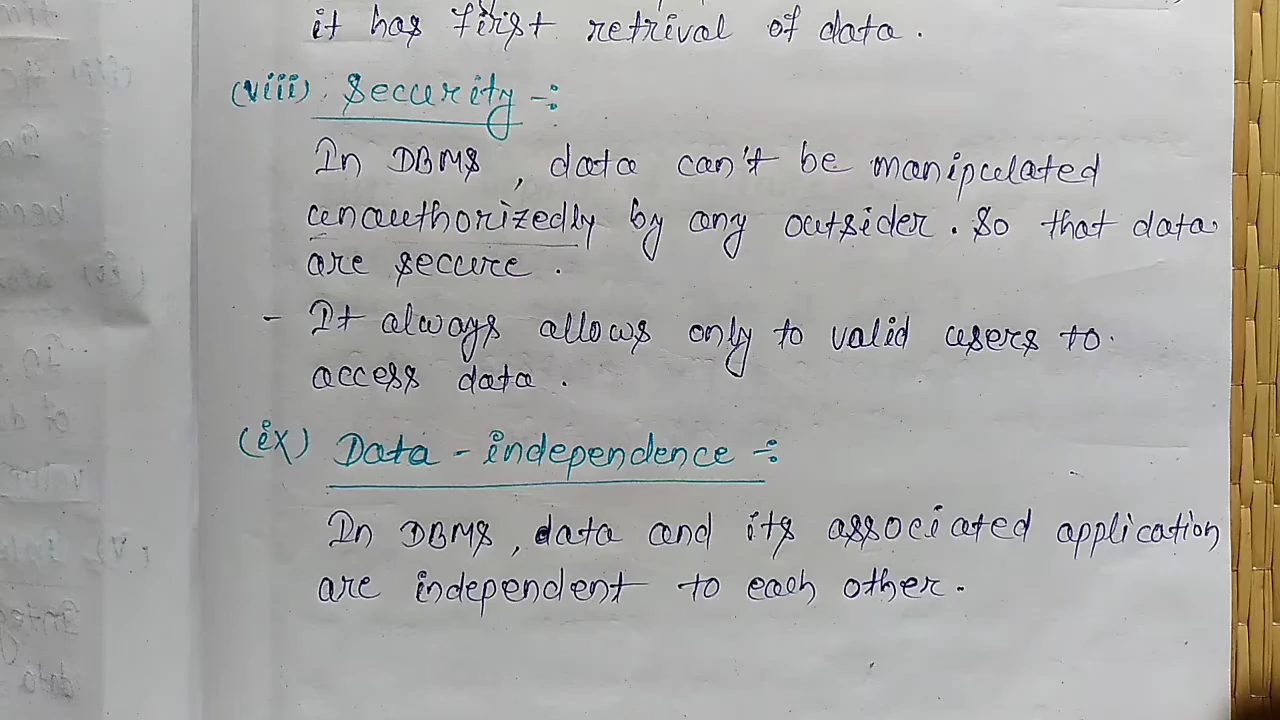 it has first retrival of data.
(viii) Security -:
In DBMS, data can't be manipulated
unauthorizedly by any outsider. So that data
are secure.
- It always allows only to valid users to
access data.
(ix) Data - independence -:
In DBMS, data and its associated application
are independent to each other.